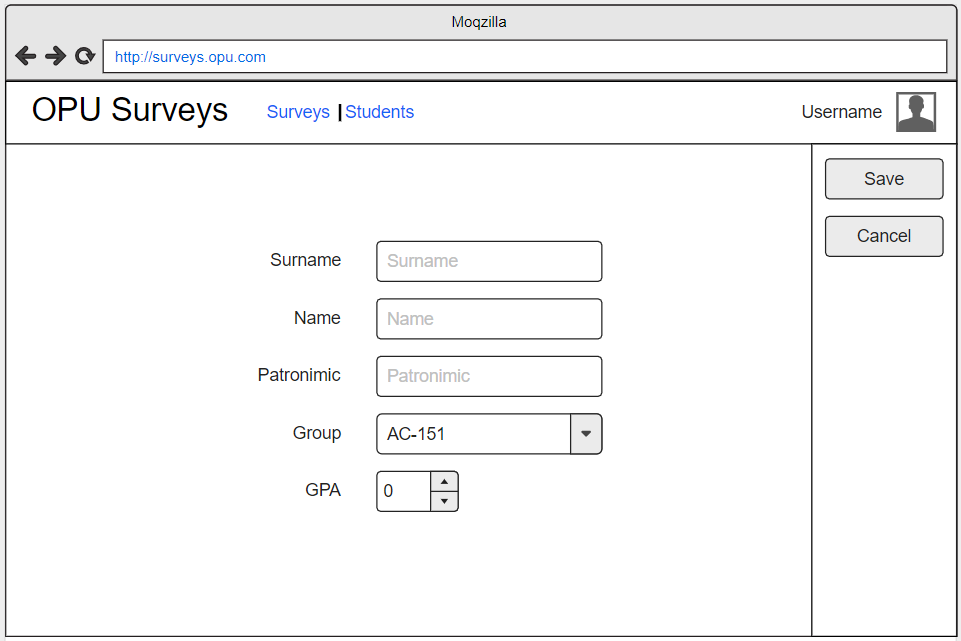 Moqzilla
http://surveys.opu.com
OPU Surveys Surveys | Students Username
Save
Cancel
Surname Surname
Name Name
Patronimic Patronimic
Group AC-151
GPA 0